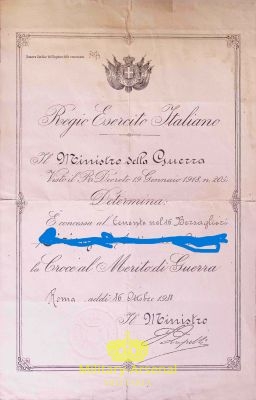 Regio Esercito Italiano
Il Ministro della Guerra
Visto il R. Decreto 19 Gennaio 1918, n. 205
Determina:
È concessa al Tenente nel 16 Bersaglieri
la Croce al Merito di Guerra
Roma addì 16 Ottobre 1918
Il Ministro